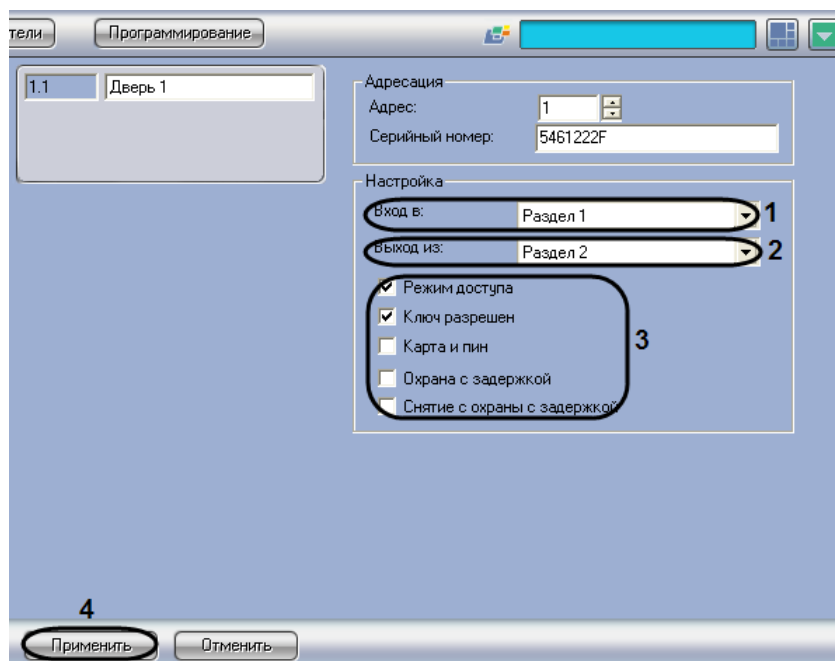 тели Программирование
1.1 Дверь 1
Адресация
Адрес: 1
Серийный номер: 5461222F
Настройка
Вход в: Раздел 1 1
Выход из: Раздел 2 2
Режим доступа
Ключ разрешен
Карта и пин 3
Охрана с задержкой
Снятие с охраны с задержкой
4
Применить Отменить